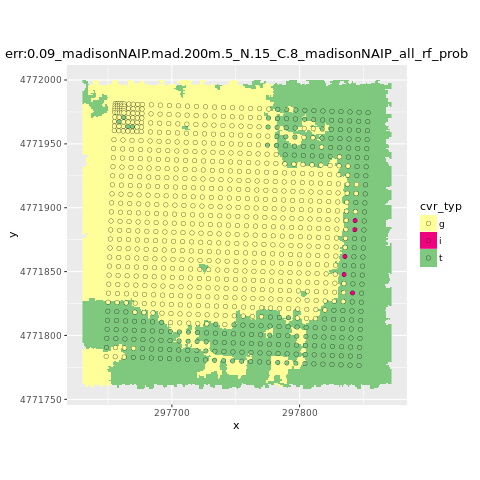 err:0.09_madisonNAIP.mad.200m.5_N.15_C.8_madisonNAIP_all_rf_prob
4772000
4771950
4771900
4771850
4771800
4771750
y
297700
297800
x
cvr_typ
g
i
t